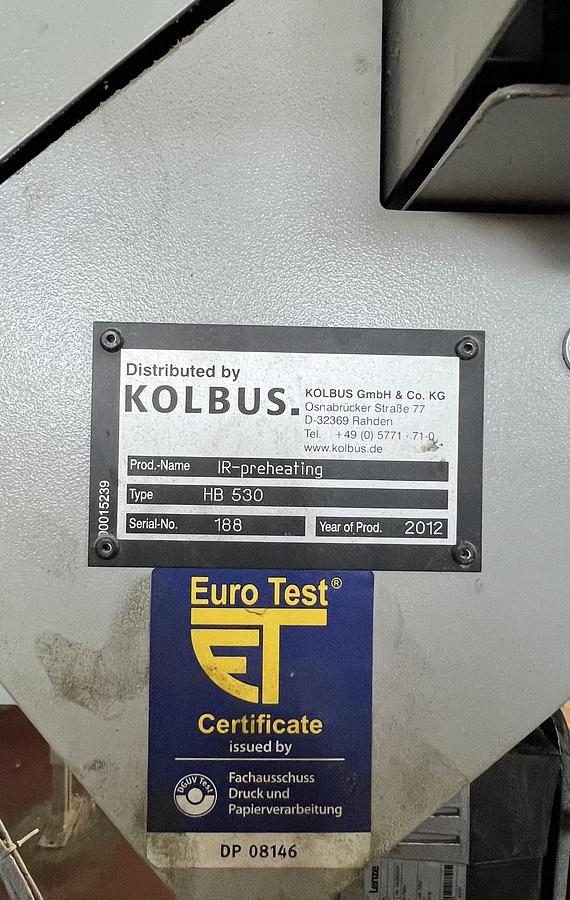 Distributed by
KOLBUS.
KOLBUS GmbH & Co. KG
Osnabrücker Straße 77
D-32369 Rahden
Tel. +49 (0) 5771 · 71-0
www.kolbus.de
Prod.-Name IR-preheating
Type HB 530
Serial-No. 188 Year of Prod. 2012
00015239
Euro Test®
ET
Certificate
issued by
DGUV Test
Fachausschuss
Druck und
Papierverarbeitung
DP 08146
Lenze